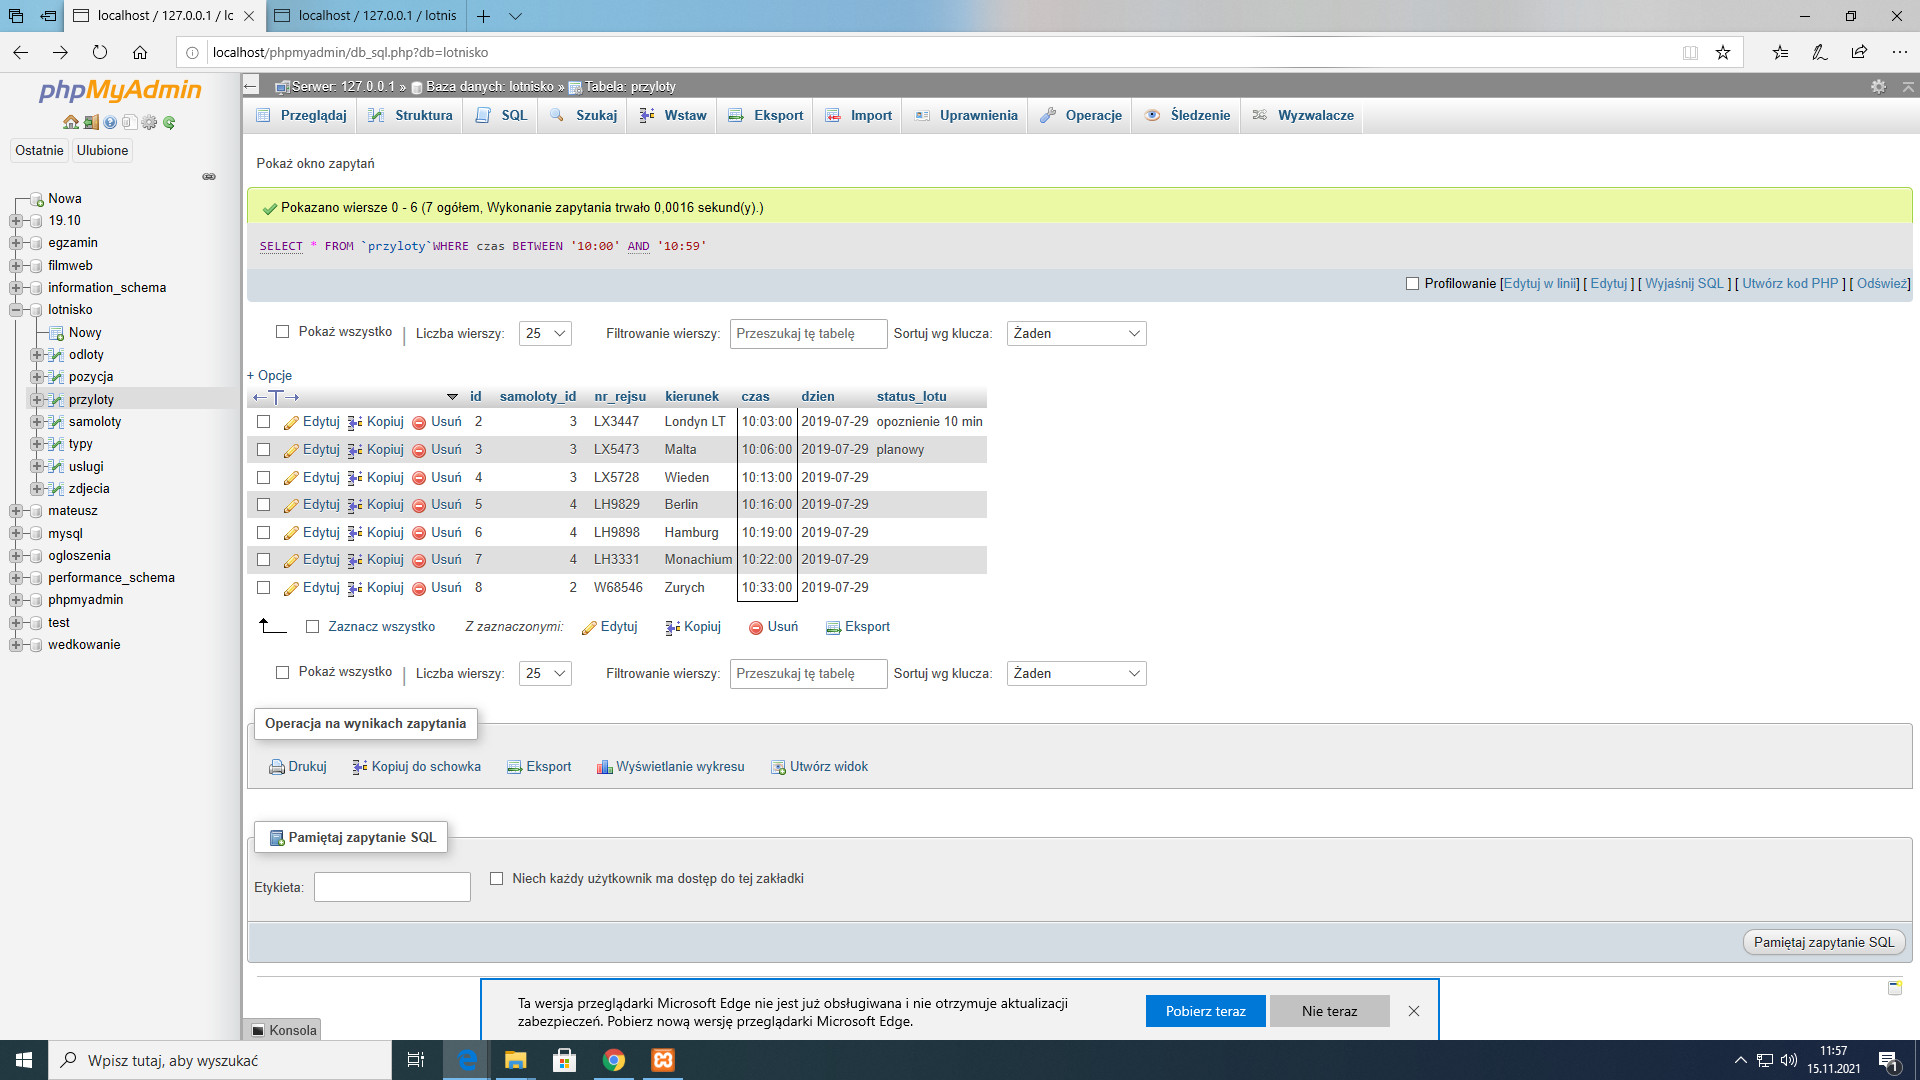 localhost / 127.0.0.1 / lc
localhost / 127.0.0.1 / lotnis
localhost/phpmyadmin/db_sql.php?db=lotnisko
phpMyAdmin
Ostatnie Ulubione
Nowa
19.10
egzamin
filmweb
information_schema
lotnisko
Nowy
odloty
pozycja
przyloty
samoloty
typy
uslugi
zdjecia
mateusz
mysql
ogloszenia
performance_schema
phpmyadmin
test
wedkowanie
Serwer: 127.0.0.1 » Baza danych: lotnisko » Tabela: przyloty
Przeglądaj Struktura SQL Szukaj Wstaw Eksport Import Uprawnienia Operacje Śledzenie Wyzwalacze
Pokaż okno zapytań
Pokazano wiersze 0 - 6 (7 ogółem, Wykonanie zapytania trwało 0,0016 sekund(y).)
SELECT * FROM `przyloty`WHERE czas BETWEEN '10:00' AND '10:59'
Profilowanie [Edytuj w linii] [ Edytuj ] [ Wyjaśnij SQL ] [ Utwórz kod PHP ] [ Odśwież]
Pokaż wszystko | Liczba wierszy: 25 Filtrowanie wierszy: Przeszukaj tę tabelę Sortuj wg klucza: Żaden
+ Opcje
←T→ id samoloty_id nr_rejsu kierunek czas dzien status_lotu
Edytuj Kopiuj Usuń 2 3 LX3447 Londyn LT 10:03:00 2019-07-29 opoznienie 10 min
Edytuj Kopiuj Usuń 3 3 LX5473 Malta 10:06:00 2019-07-29 planowy
Edytuj Kopiuj Usuń 4 3 LX5728 Wieden 10:13:00 2019-07-29
Edytuj Kopiuj Usuń 5 4 LH9829 Berlin 10:16:00 2019-07-29
Edytuj Kopiuj Usuń 6 4 LH9898 Hamburg 10:19:00 2019-07-29
Edytuj Kopiuj Usuń 7 4 LH3331 Monachium 10:22:00 2019-07-29
Edytuj Kopiuj Usuń 8 2 W68546 Zurych 10:33:00 2019-07-29
Zaznacz wszystko Z zaznaczonymi: Edytuj Kopiuj Usuń Eksport
Pokaż wszystko | Liczba wierszy: 25 Filtrowanie wierszy: Przeszukaj tę tabelę Sortuj wg klucza: Żaden
Operacja na wynikach zapytania
Drukuj Kopiuj do schowka Eksport Wyświetlanie wykresu Utwórz widok
Pamiętaj zapytanie SQL
Etykieta: Niech każdy użytkownik ma dostęp do tej zakładki
Pamiętaj zapytanie SQL
Ta wersja przeglądarki Microsoft Edge nie jest już obsługiwana i nie otrzymuje aktualizacji
zabezpieczeń. Pobierz nową wersję przeglądarki Microsoft Edge.
Pobierz teraz Nie teraz
Konsola
Wpisz tutaj, aby wyszukać
11:57
15.11.2021
1